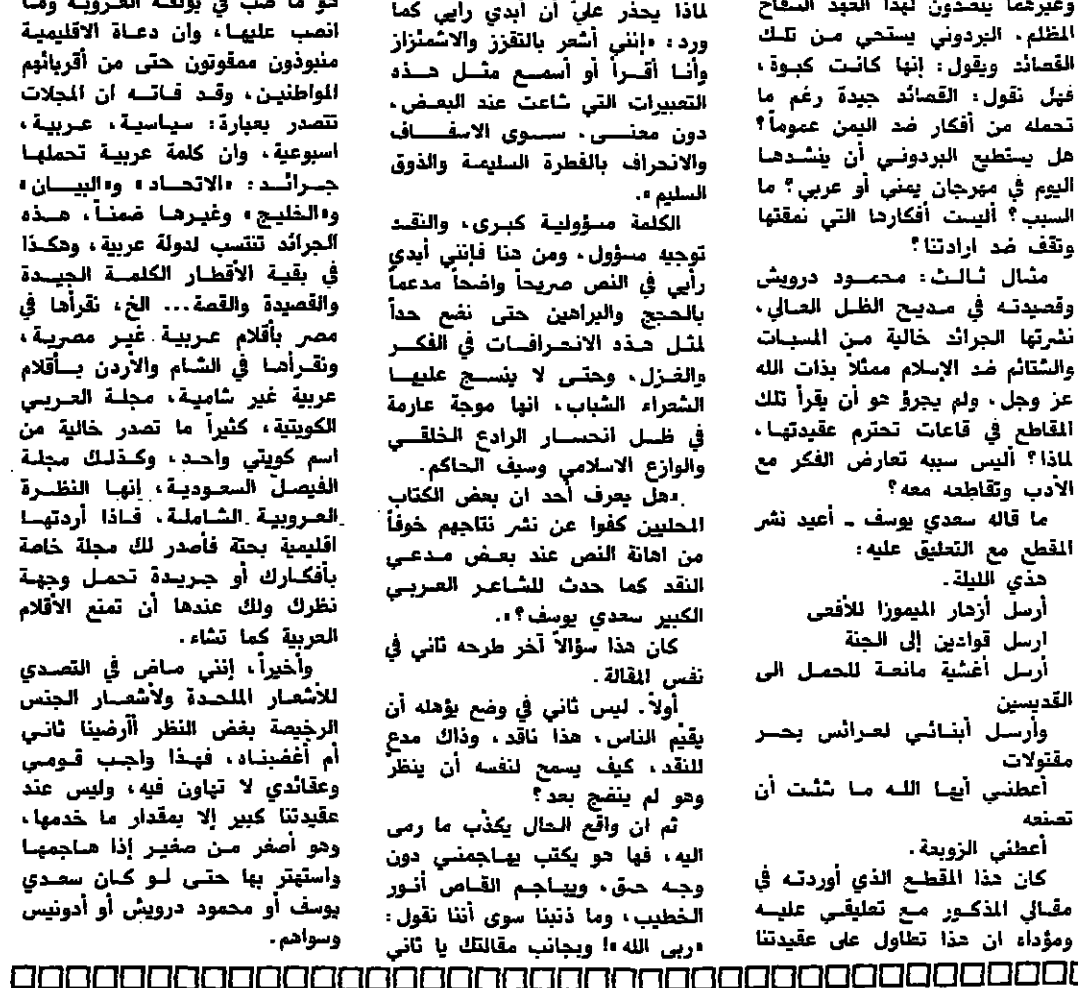 وغيرهما ينصدون لهذا العهد السفاح
المظلم. البردوني يستحي من تلك
القصائد ويقول: إنها كانت كبوة،
فهل نقول: القصائد جيدة رغم ما
تحمله من أفكار ضد اليمن عموماً؟
هل يستطيع البردوني أن ينشدها
اليوم في مهرجان يمني أو عربي؟ ما
السبب؟ أليست أفكارها التي نمقتها
ونقف ضد ارادتنا؟
مثال ثالث: محمود درويش
وقصيدته في مديح الظل العالي،
نشرتها الجرائد خالية من المسبات
والشتائم ضد الإسلام ممثلاً بذات الله
عز وجل. ولم يجرؤ هو أن يقرأ تلك
المقاطع في قاعات تحترم عقيدتها،
لماذا؟ أليس سببه تعارض الفكر مع
الأدب وتقاطعه معه؟
ما قاله سعدي يوسف ـ أعيد نشر
المقطع مع التعليق عليه:
هذي الليلة.
أرسل أزهار الميموزا للأفعى
ارسل قوادين إلى الجنة
أرسل أغشية مانعة للحمل الى
القديسين
وأرسل أبنائي لعرائس بحر
مقتولات
أعطني أيها الله ما شئت أن
تصنعه
أعطني الزوبعة.
كان هذا المقطع الذي أوردته في
مقالي المذكور مع تعليقي عليه
ومؤداه ان هذا تطاول على عقيدتنا
لماذا يحذر عليّ أن أبدي رأيي كما
ورد: «إنني أشعر بالتقزز والاشمئزاز
وأنا أقرأ أو أسمع مثل هذه
التعبيرات التي شاعت عند البعض،
دون معنى. سوى الاسفاف
والانحراف بالفطرة السليمة والذوق
السليم».
الكلمة مسؤولية كبرى، والنقد
توجيه مسؤول. ومن هنا فإنني أبدي
رأيي في النص صريحاً واضحاً مدعماً
بالحجج والبراهين حتى نضع حداً
لمثل هذه الانحرافات في الفكر
والغزل، وحتى لا ينسج عليها
الشعراء الشباب، انها موجة عارمة
في ظل انحسار الرادع الخلقي
والوازع الاسلامي وسيف الحاكم.
«هل يعرف أحد ان بعض الكتاب
المحليين كفوا عن نشر نتاجهم خوفاً
من اهانة النص عند بعض مدعي
النقد كما حدث للشاعر العربي
الكبير سعدي يوسف؟».
كان هذا سؤالاً آخر طرحه ثاني في
نفس المقالة.
أولاً. ليس ثاني في وضع يؤهله أن
يقيّم الناس، هذا ناقد، وذاك مدع
للنقد، كيف يسمح لنفسه أن ينظّر
وهو لم ينضج بعد؟
ثم ان واقع الحال يكذّب ما رمى
اليه، فها هو يكتب يهاجمني دون
وجه حق، ويهاجم القاص أنور
الخطيب، وما ذنبنا سوى أننا نقول:
«ربي الله»! وبجانب مقالتك يا ثاني
هو ما صب في بوتقة العروبة وما
انصب عليها، وان دعاة الاقليمية
منبوذون ممقوتون حتى من أقربائهم
المواطنين، وقد فاته ان المجلات
تتصدر بعبارة: سياسية، عربية،
اسبوعية، وان كلمة عربية تحملها
جرائد: «الاتحاد» و«البيان»
و«الخليج» وغيرها ضمناً، هذه
الجرائد تنتسب لدولة عربية، وهكذا
في بقية الأقطار الكلمة الجيدة
والقصيدة والقصة... الخ، نقرأها في
مصر بأقلام عربية غير مصرية،
ونقرأها في الشام والأردن بأقلام
عربية غير شامية، مجلة العربي
الكويتية، كثيراً ما تصدر خالية من
اسم كويتي واحد، وكذلك مجلة
الفيصل السعودية، إنها النظرة
العروبية الشاملة، فاذا أردتها
اقليمية بحتة فأصدر لك مجلة خاصة
بأفكارك أو جريدة تحمل وجهة
نظرك ولك عندها أن تمنع الأقلام
العربية كما تشاء.
وأخيراً، إنني ماض في التصدي
للأشعار الملحدة ولأشعار الجنس
الرخيصة بغض النظر أأرضينا ثاني
أم أغضبناه، فهذا واجب قومي
وعقائدي لا تهاون فيه، وليس عند
عقيدتنا كبير إلا بمقدار ما خدمها،
وهو أصغر من صغير إذا هاجمها
واستهتر بها حتى لو كان سعدي
يوسف أو محمود درويش أو أدونيس
وسواهم.